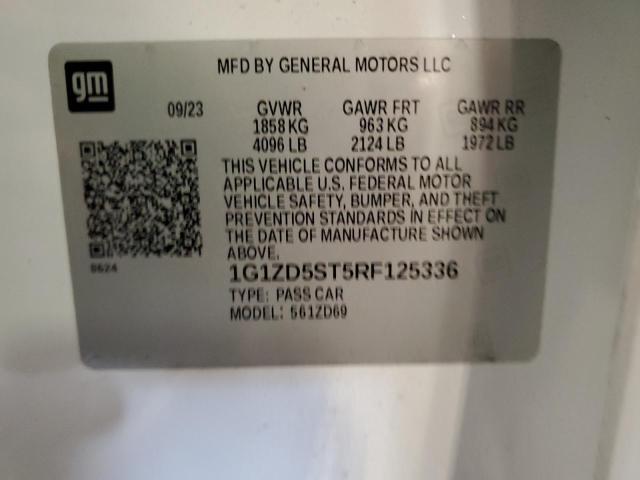 gm
MFD BY GENERAL MOTORS LLC
09/23 GVWR GAWR FRT GAWR RR
1858 KG 963 KG 894 KG
4096 LB 2124 LB 1972 LB
THIS VEHICLE CONFORMS TO ALL
APPLICABLE U.S. FEDERAL MOTOR
VEHICLE SAFETY, BUMPER, AND THEFT
PREVENTION STANDARDS IN EFFECT ON
THE DATE OF MANUFACTURE SHOWN
ABOVE.
8624
1G1ZD5ST5RF125336
TYPE: PASS CAR
MODEL: 561ZD69